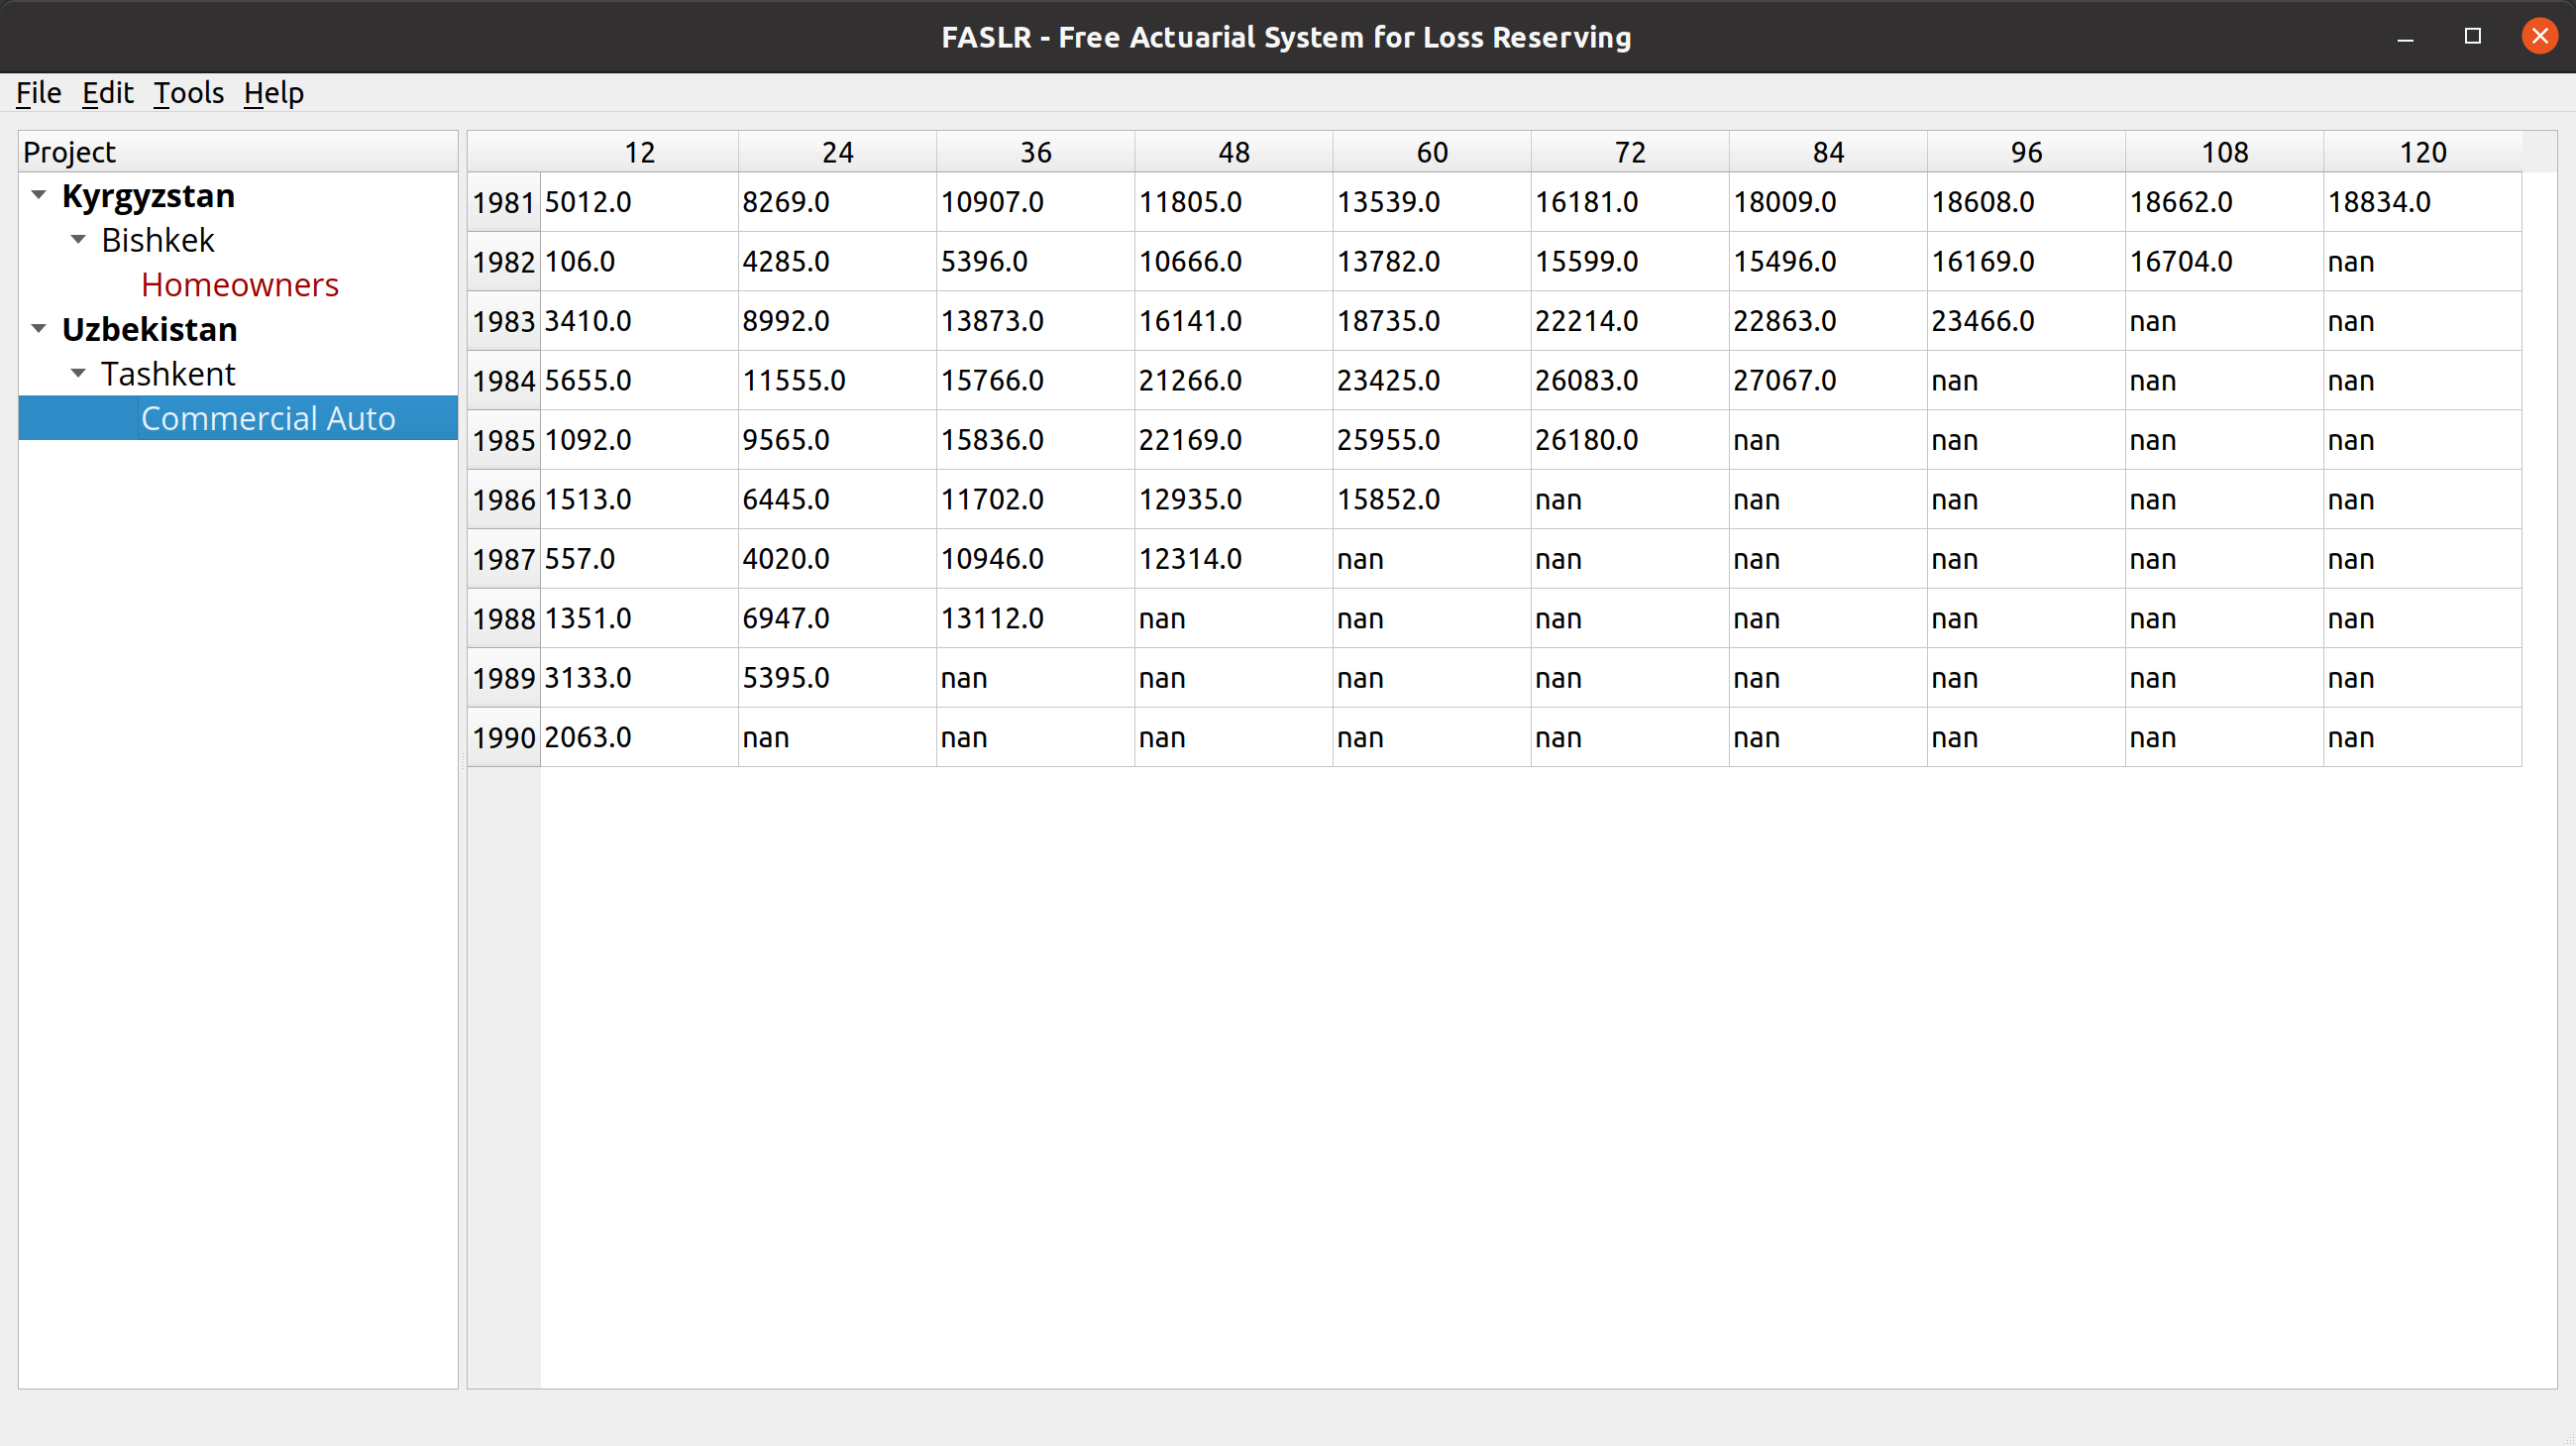 FASLR - Free Actuarial System for Loss Reserving
File Edit Tools Help
Project
Kyrgyzstan
Bishkek
Homeowners
Uzbekistan
Tashkent
Commercial Auto
12 24 36 48 60 72 84 96 108 120
1981 5012.0 8269.0 10907.0 11805.0 13539.0 16181.0 18009.0 18608.0 18662.0 18834.0
1982 106.0 4285.0 5396.0 10666.0 13782.0 15599.0 15496.0 16169.0 16704.0 nan
1983 3410.0 8992.0 13873.0 16141.0 18735.0 22214.0 22863.0 23466.0 nan nan
1984 5655.0 11555.0 15766.0 21266.0 23425.0 26083.0 27067.0 nan nan nan
1985 1092.0 9565.0 15836.0 22169.0 25955.0 26180.0 nan nan nan nan
1986 1513.0 6445.0 11702.0 12935.0 15852.0 nan nan nan nan nan
1987 557.0 4020.0 10946.0 12314.0 nan nan nan nan nan nan
1988 1351.0 6947.0 13112.0 nan nan nan nan nan nan nan
1989 3133.0 5395.0 nan nan nan nan nan nan nan nan
1990 2063.0 nan nan nan nan nan nan nan nan nan